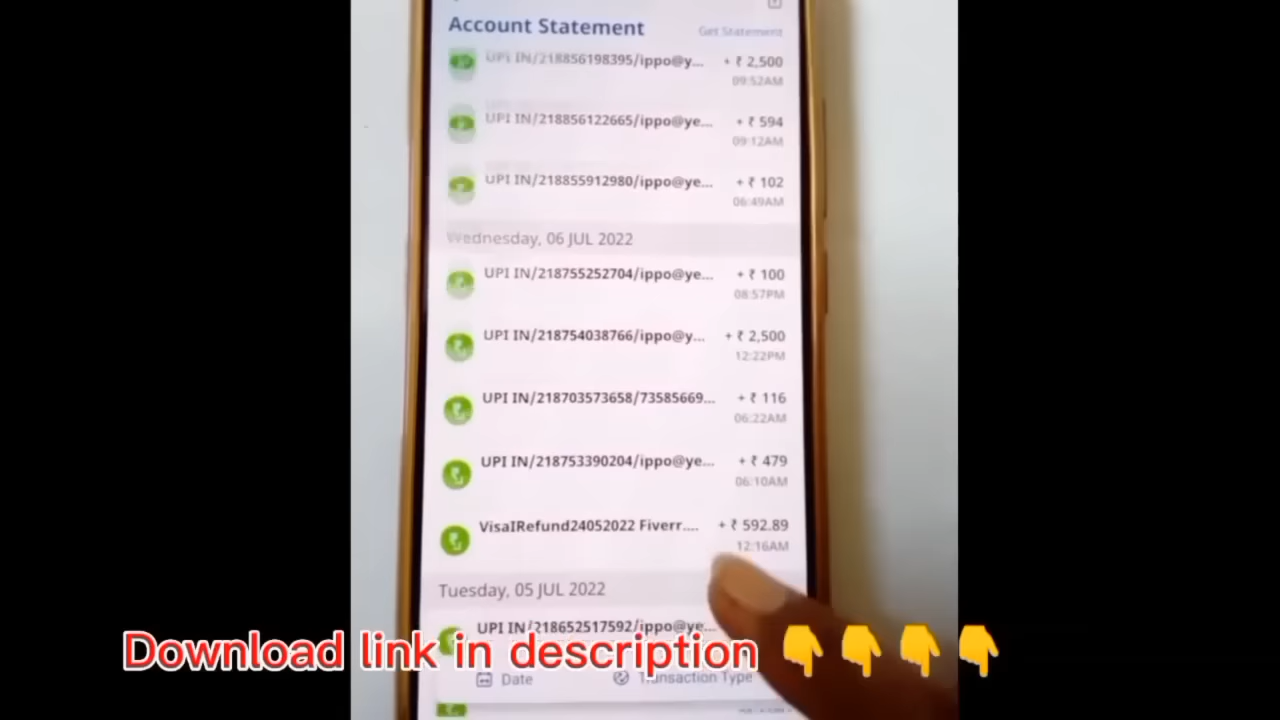 Account Statement
Get Statement
UPI IN/218856198395/ippo@y... + ₹ 2,500
09:52AM
UPI IN/218856122665/ippo@ye... + ₹ 594
09:12AM
UPI IN/218855912980/ippo@ye... + ₹ 102
06:49AM
Wednesday, 06 JUL 2022
UPI IN/218755252704/ippo@ye... + ₹ 100
08:57PM
UPI IN/218754038766/ippo@y... + ₹ 2,500
12:22PM
UPI IN/218703573658/73585669... + ₹ 116
06:22AM
UPI IN/218753390204/ippo@ye... + ₹ 479
06:10AM
VisaIRefund24052022 Fiverr.... + ₹ 592.89
12:16AM
Tuesday, 05 JUL 2022
UPI IN/218652517592/ippo@ye...
Download link in description 👇👇👇👇
Date
Transaction Type